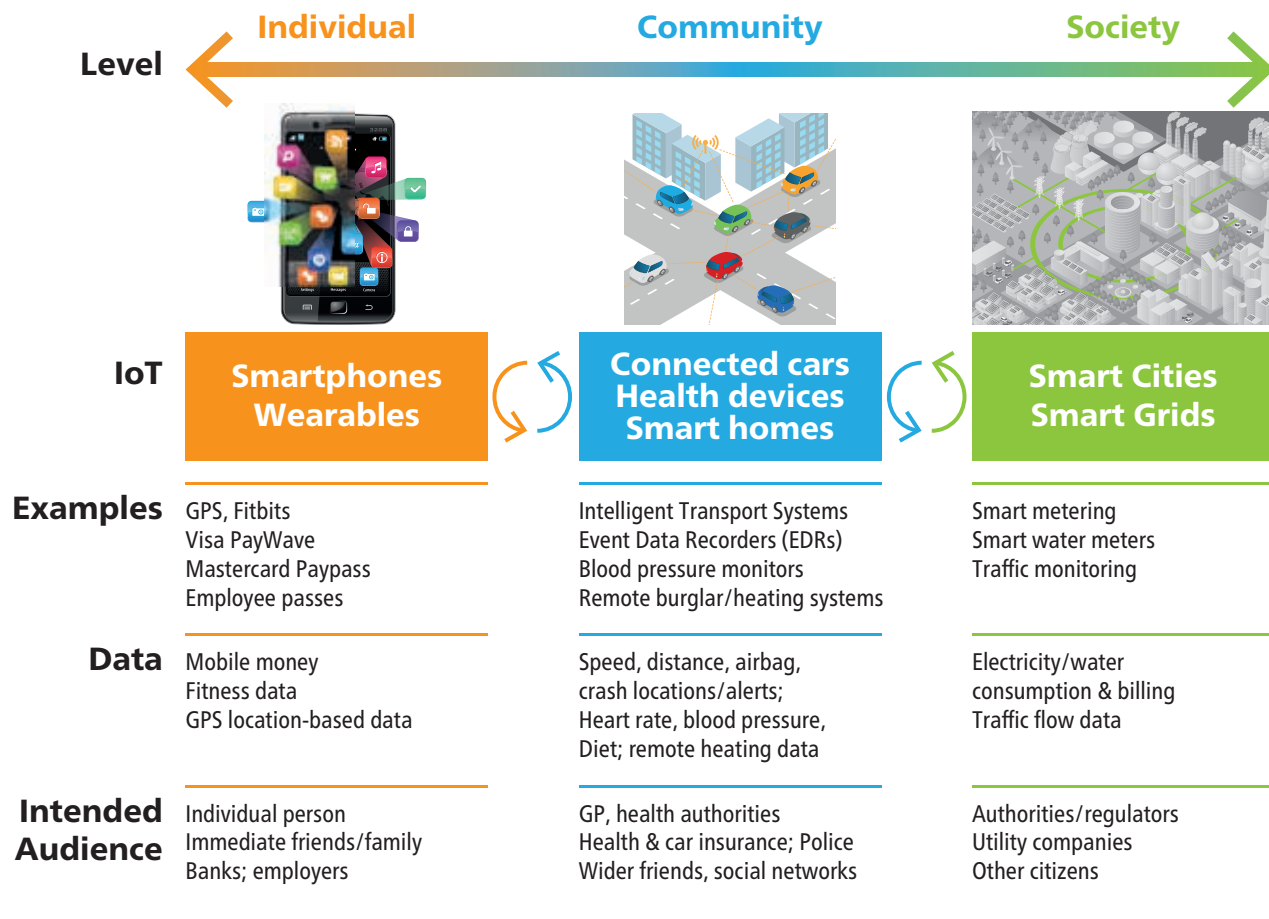 Individual
Community
Society
Level
Settings
Messages
Camera
IoT
Smartphones
Wearables
Connected cars
Health devices
Smart homes
Smart Cities
Smart Grids
Examples
GPS, Fitbits
Visa PayWave
Mastercard Paypass
Employee passes
Intelligent Transport Systems
Event Data Recorders (EDRs)
Blood pressure monitors
Remote burglar/heating systems
Smart metering
Smart water meters
Traffic monitoring
Data
Mobile money
Fitness data
GPS location-based data
Speed, distance, airbag,
crash locations/alerts;
Heart rate, blood pressure,
Diet; remote heating data
Electricity/water
consumption & billing
Traffic flow data
Intended
Audience
Individual person
Immediate friends/family
Banks; employers
GP, health authorities
Health & car insurance; Police
Wider friends, social networks
Authorities/regulators
Utility companies
Other citizens